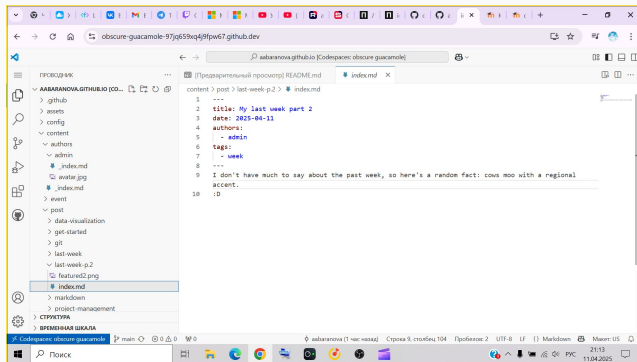 obscure-guacamole-97jq659xq4j9fpw67.github.dev
aabaranova.github.io (Codespaces: obscure guacamole)
ПРОВОДНИК
[Предварительный просмотр] README.md
index.md
AABARANOVA.GITHUB.IO [CO...
content > post > last-week-p.2 > index.md
.github
assets
config
content
authors
admin
_index.md
avatar.jpg
_index.md
event
post
data-visualization
get-started
git
last-week
last-week-p.2
featured2.png
index.md
markdown
project-management
СТРУКТУРА
ВРЕМЕННАЯ ШКАЛА
1 ---
2 title: My last week part 2
3 date: 2025-04-11
4 authors:
5 - admin
6 tags:
7 - week
8 ---
9 I don't have much to say about the past week, so here's a random fact: cows moo with a regional
accent.
10 :D
Codespaces: obscure guacamole main 0 0 0 aabaranova (1 час назад) Строка 9, столбец 104 Пробелов: 2 UTF-8 LF {} Markdown Макет: US
Поиск
РУС
21:13
11.04.2025